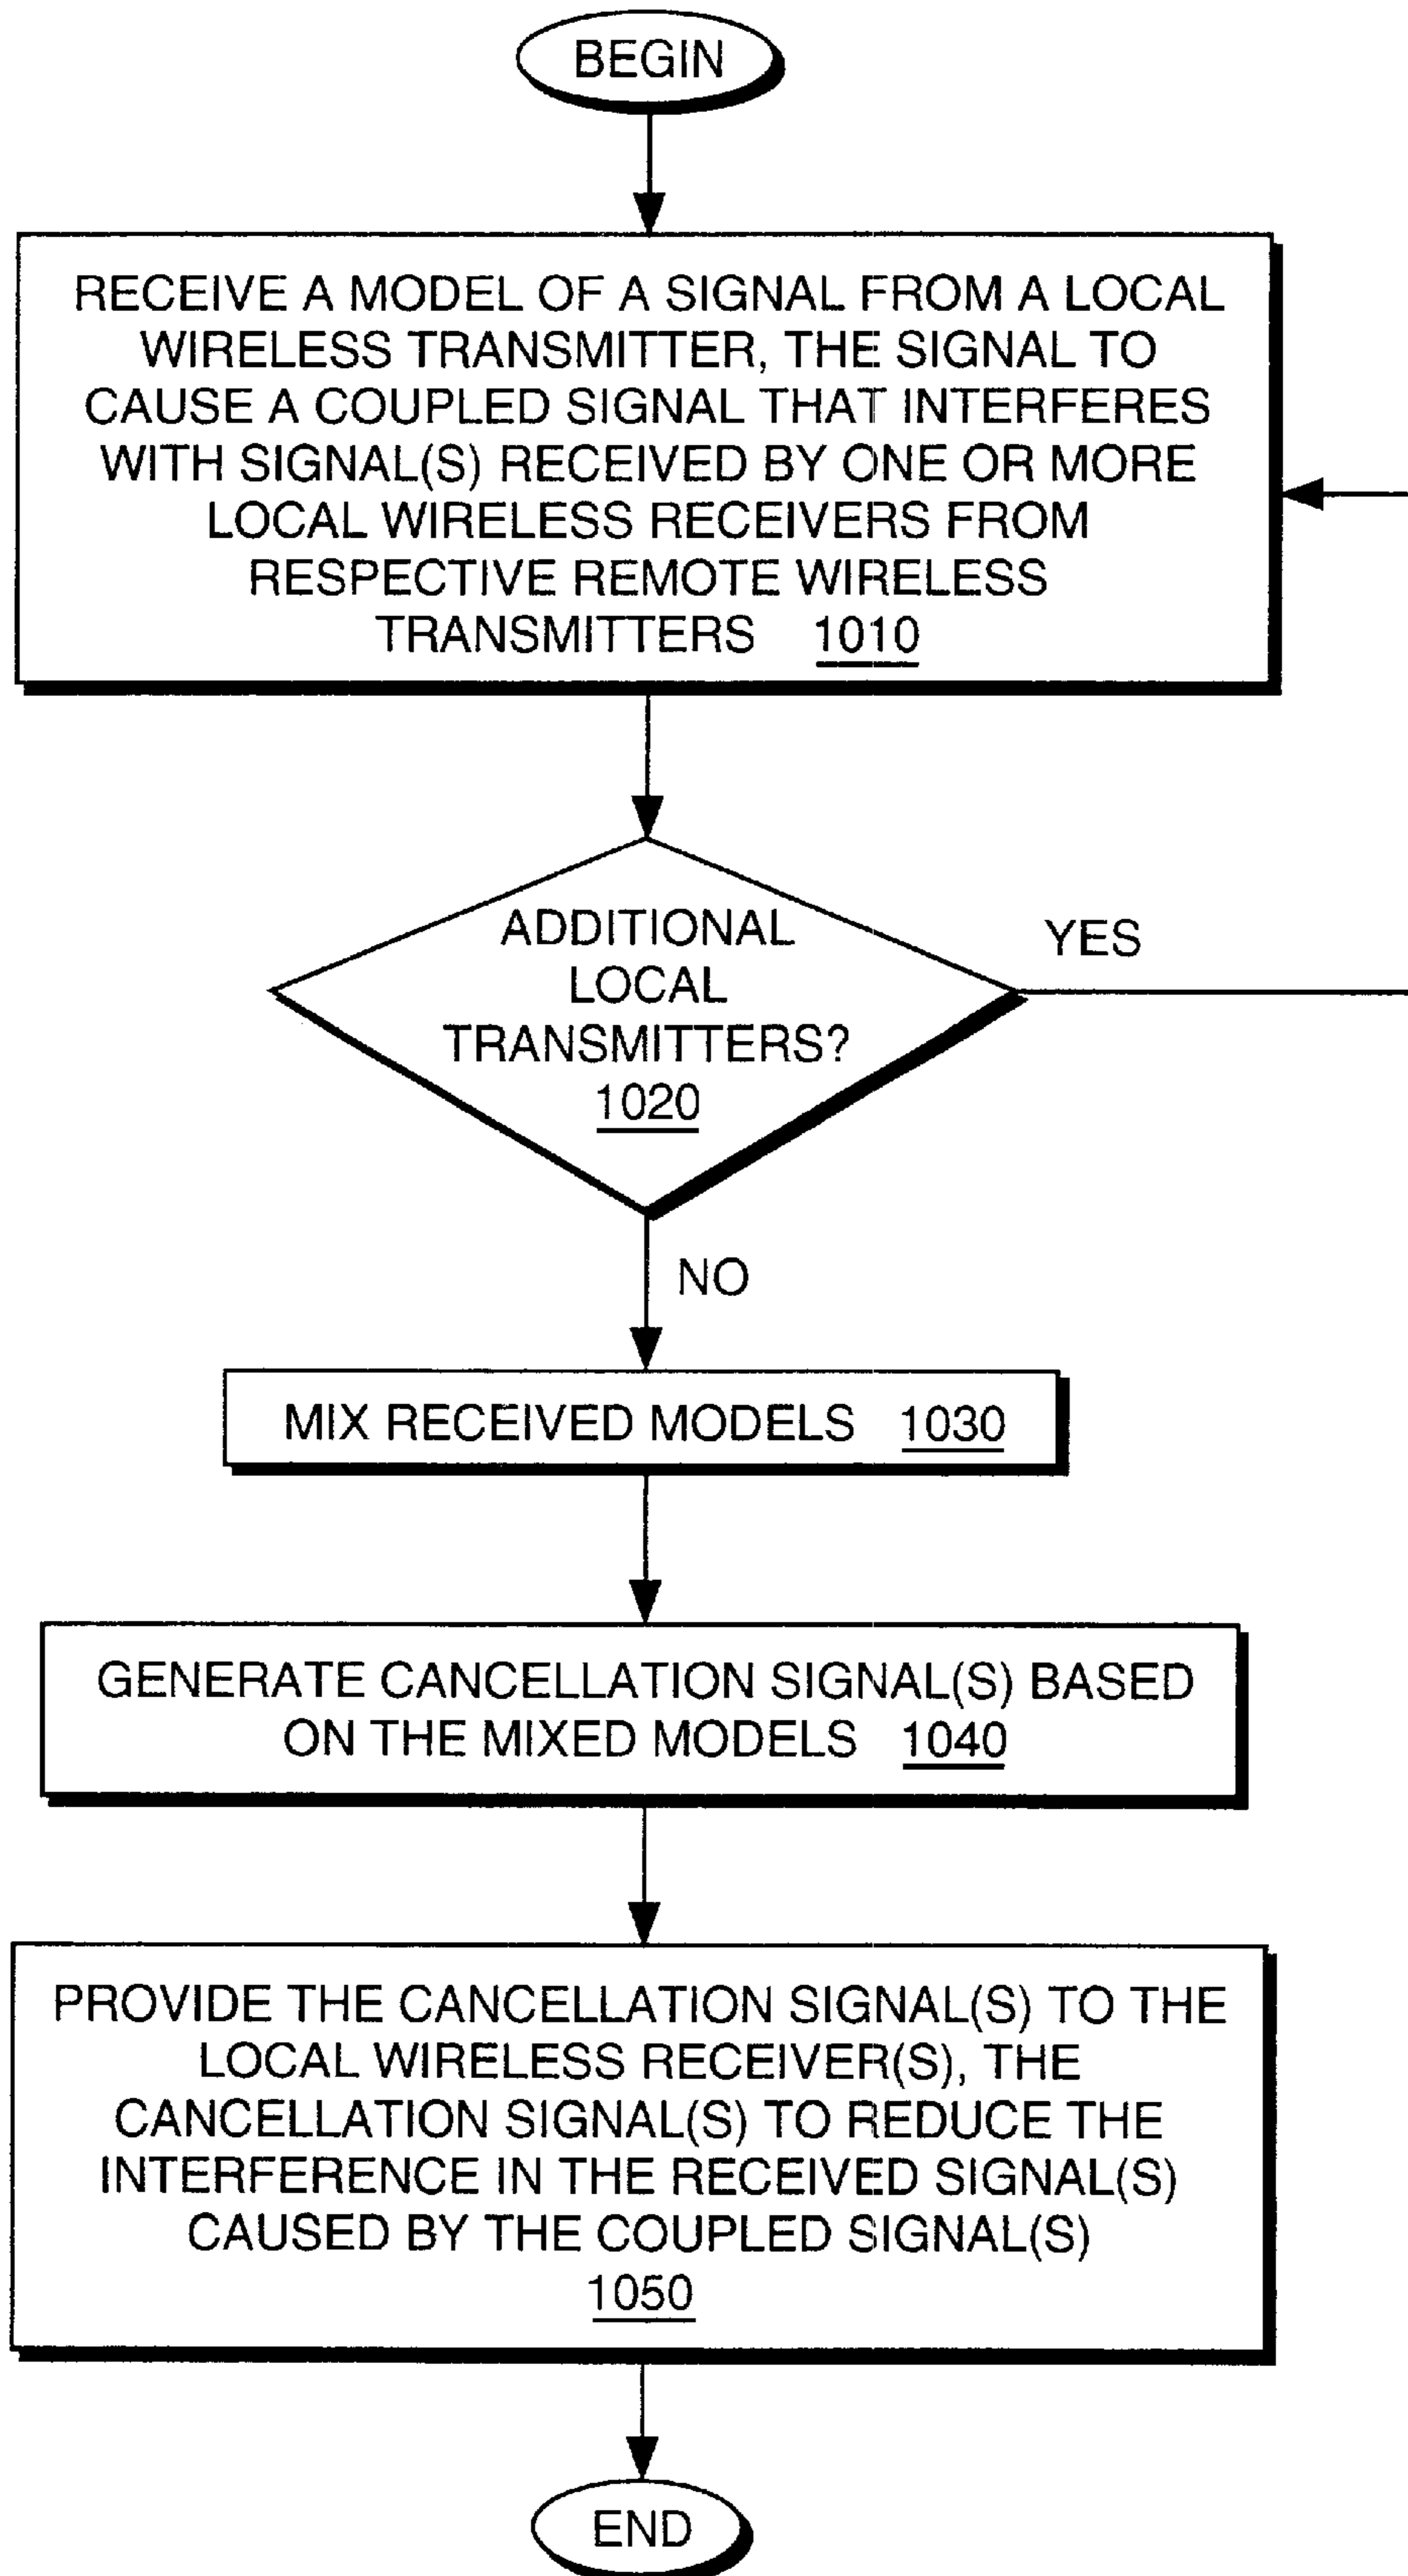 BEGIN
RECEIVE A MODEL OF A SIGNAL FROM A LOCAL
WIRELESS TRANSMITTER, THE SIGNAL TO
CAUSE A COUPLED SIGNAL THAT INTERFERES
WITH SIGNAL(S) RECEIVED BY ONE OR MORE
LOCAL WIRELESS RECEIVERS FROM
RESPECTIVE REMOTE WIRELESS
TRANSMITTERS 1010
ADDITIONAL
LOCAL
TRANSMITTERS?
1020
YES
NO
MIX RECEIVED MODELS 1030
GENERATE CANCELLATION SIGNAL(S) BASED
ON THE MIXED MODELS 1040
PROVIDE THE CANCELLATION SIGNAL(S) TO THE
LOCAL WIRELESS RECEIVER(S), THE
CANCELLATION SIGNAL(S) TO REDUCE THE
INTERFERENCE IN THE RECEIVED SIGNAL(S)
CAUSED BY THE COUPLED SIGNAL(S)
1050
END